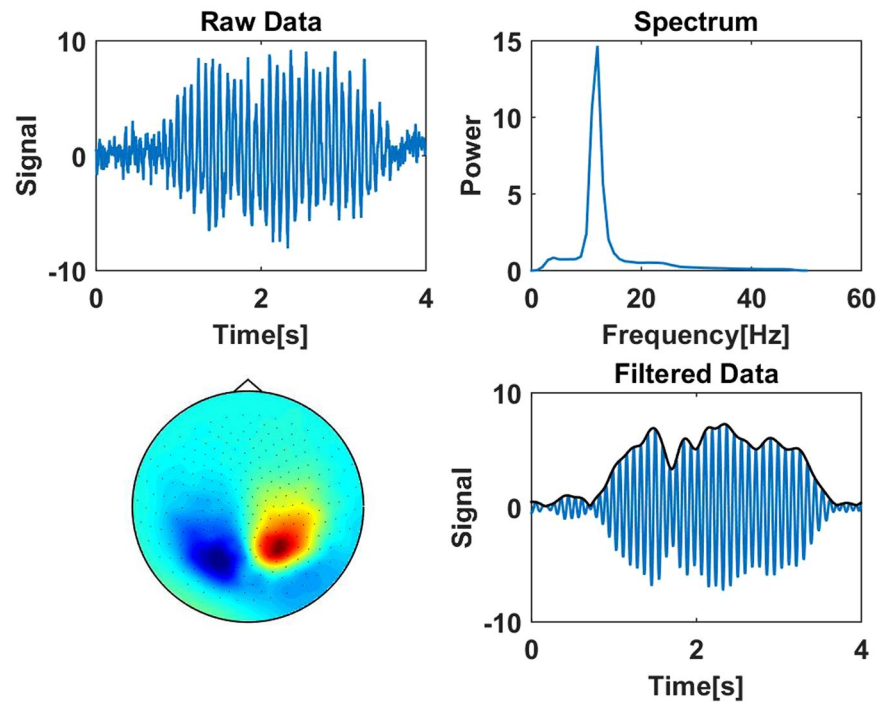 Raw Data
10
0
-10
Signal
0 2 4
Time[s]
Spectrum
15
10
5
0
Power
0 20 40 60
Frequency[Hz]
Filtered Data
10
0
-10
Signal
0 2 4
Time[s]